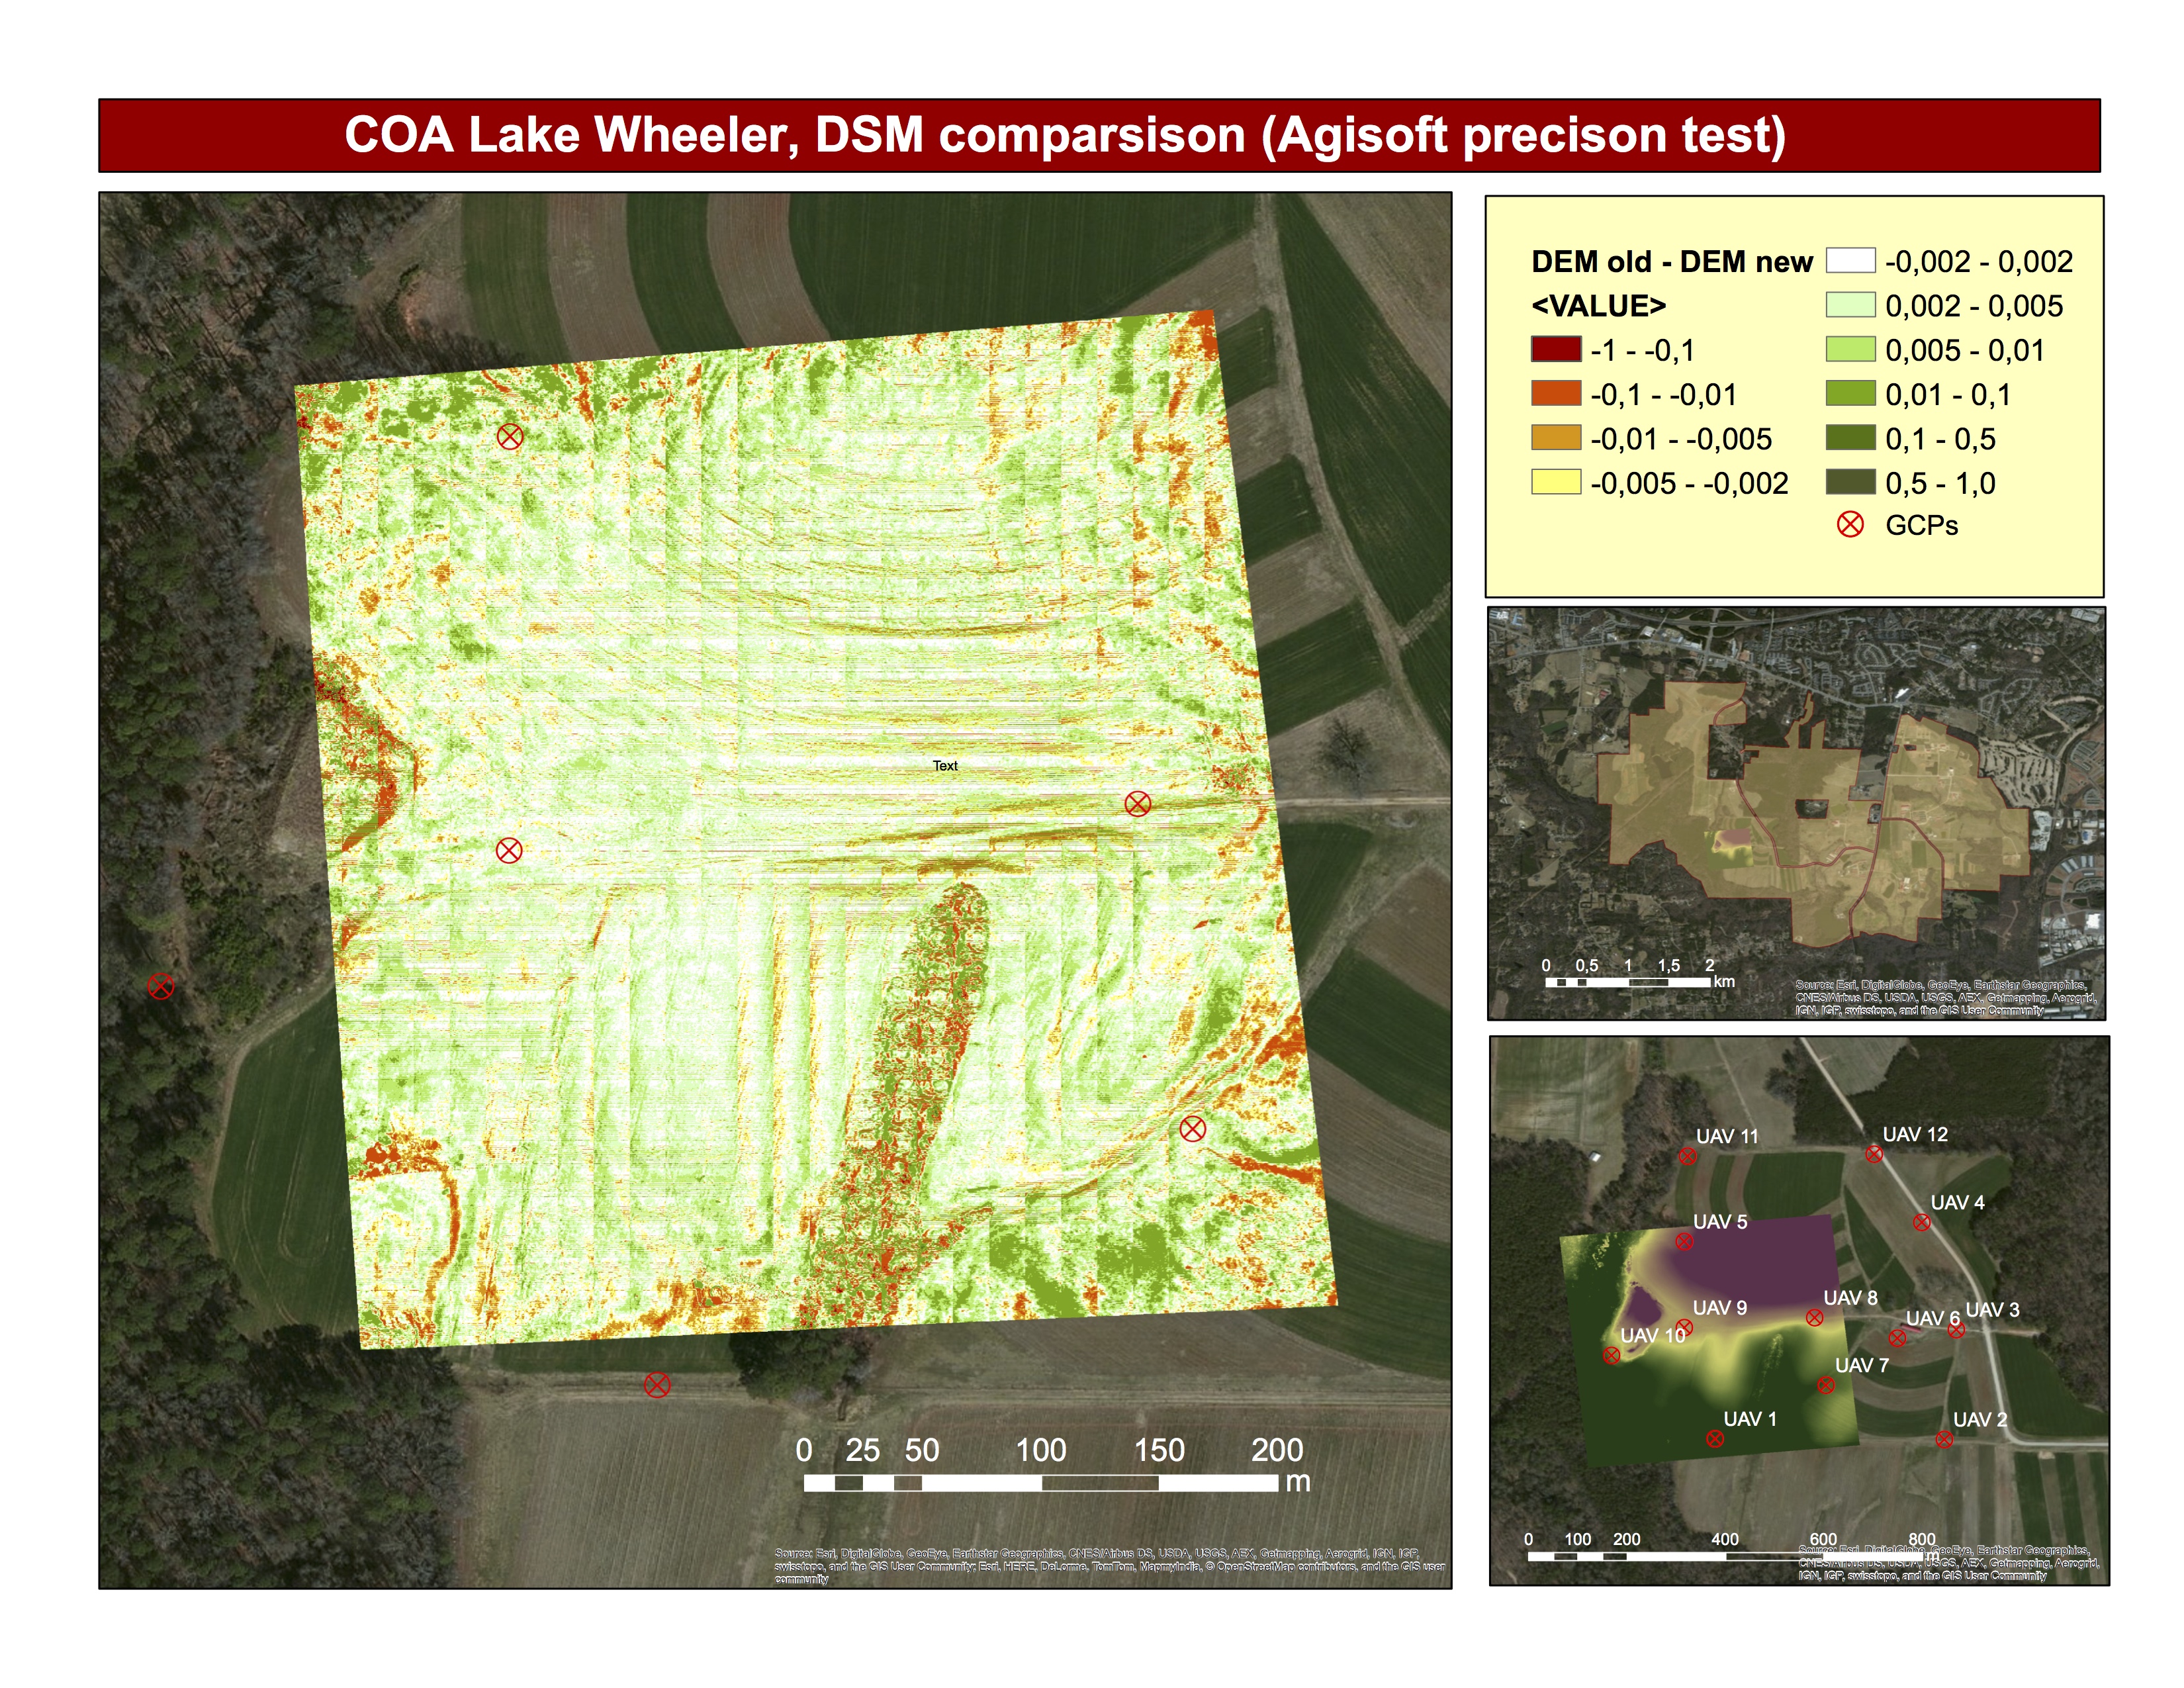 COA Lake Wheeler, DSM comparsison (Agisoft precison test)
Text
0 25 50 100 150 200
m
Source: Esri, DigitalGlobe, GeoEye, Earthstar Geographics, CNES/Airbus DS, USDA, USGS, AEX, Getmapping, Aerogrid, IGN, IGP,
swisstopo, and the GIS User Community; Esri, HERE, DeLorme, TomTom, MapmyIndia, © OpenStreetMap contributors, and the GIS user
community
DEM old - DEM new
<VALUE>
-1 - -0,1
-0,1 - -0,01
-0,01 - -0,005
-0,005 - -0,002
-0,002 - 0,002
0,002 - 0,005
0,005 - 0,01
0,01 - 0,1
0,1 - 0,5
0,5 - 1,0
GCPs
0 0,5 1 1,5 2
km
Source: Esri, DigitalGlobe, GeoEye, Earthstar Geographics,
CNES/Airbus DS, USDA, USGS, AEX, Getmapping, Aerogrid,
IGN, IGP, swisstopo, and the GIS User Community
UAV 11
UAV 12
UAV 4
UAV 5
UAV 8
UAV 9
UAV 6
UAV 3
UAV 10
UAV 7
UAV 1
UAV 2
0 100 200 400 600 800
m
Source: Esri, DigitalGlobe, GeoEye, Earthstar Geographics,
CNES/Airbus DS, USDA, USGS, AEX, Getmapping, Aerogrid,
IGN, IGP, swisstopo, and the GIS User Community